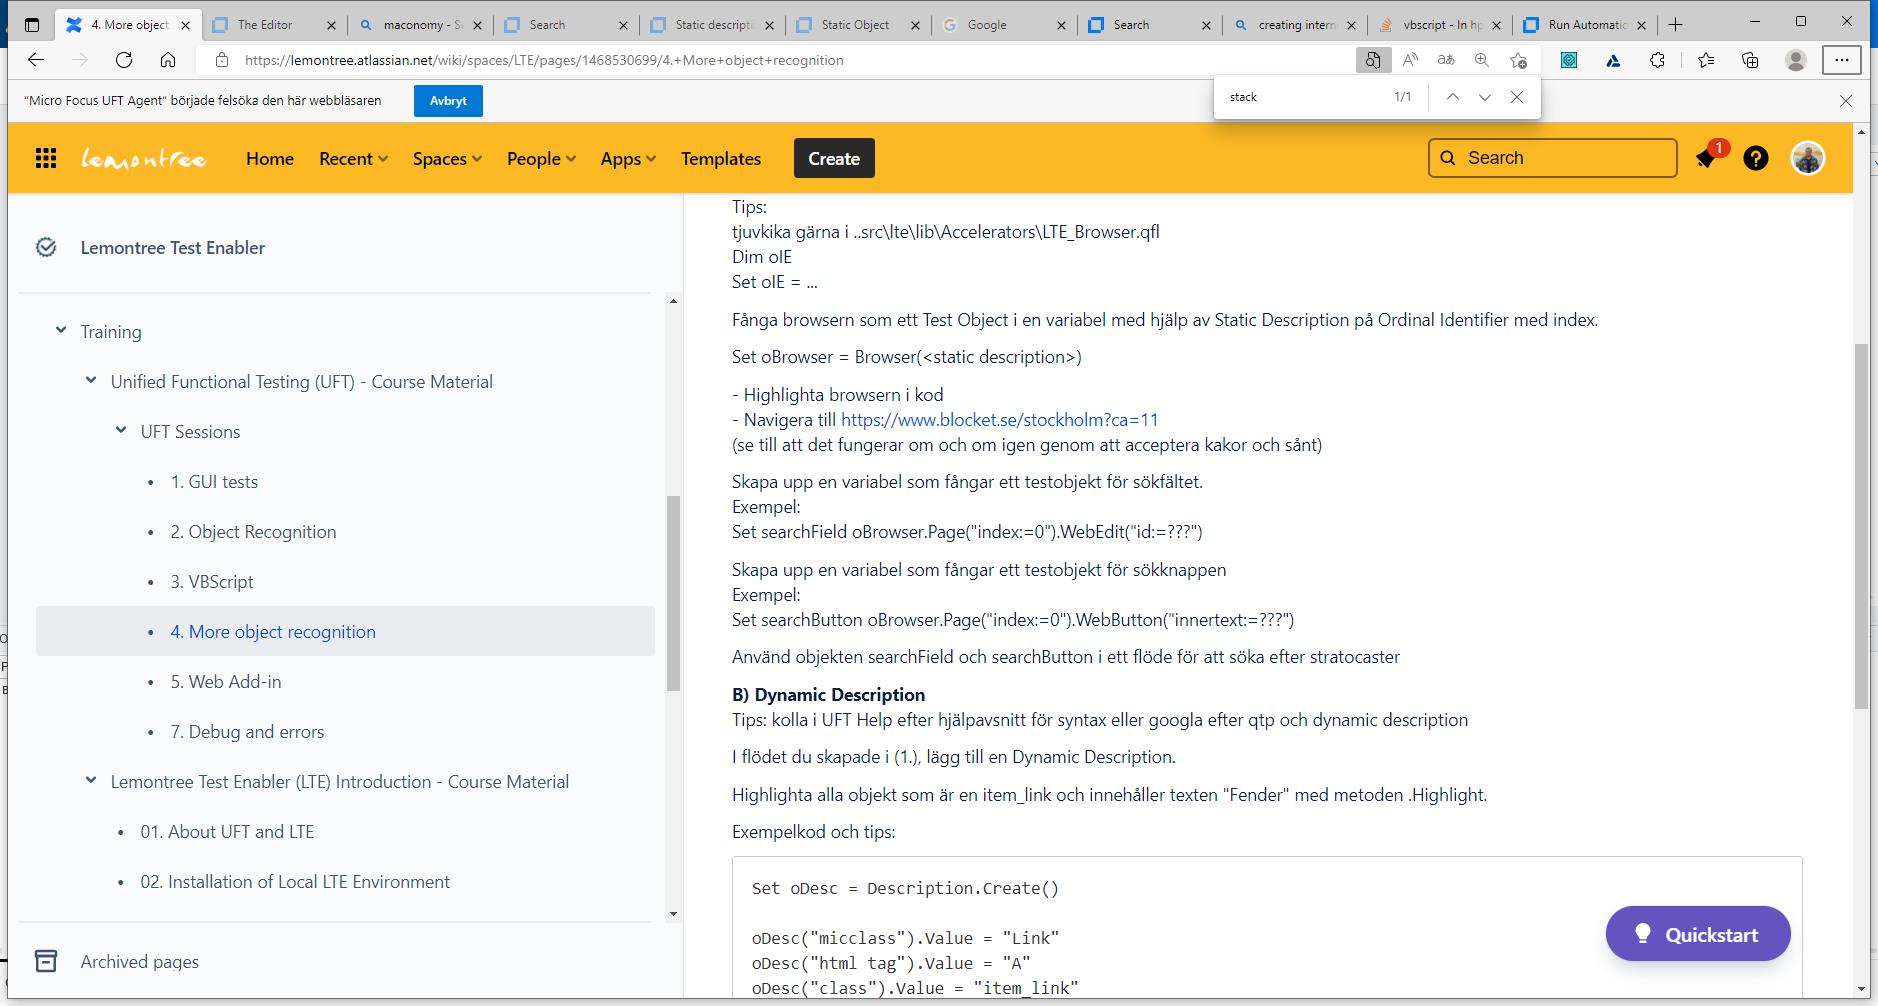 4. More object
The Editor
maconomy - Se
Search
Static descripti
Static Object
Google
Search
creating intern
vbscript - In hp
Run Automatio
https://lemontree.atlassian.net/wiki/spaces/LTE/pages/1468530699/4.+More+object+recognition
"Micro Focus UFT Agent" började felsöka den här webbläsaren
Avbryt
stack
1/1
lemontree
Home
Recent
Spaces
People
Apps
Templates
Create
Search
1
Lemontree Test Enabler
Training
Unified Functional Testing (UFT) - Course Material
UFT Sessions
• 1. GUI tests
• 2. Object Recognition
• 3. VBScript
• 4. More object recognition
• 5. Web Add-in
• 7. Debug and errors
Lemontree Test Enabler (LTE) Introduction - Course Material
• 01. About UFT and LTE
• 02. Installation of Local LTE Environment
Archived pages
Tips:
tjuvkika gärna i ..src\lte\lib\Accelerators\LTE_Browser.qfl
Dim oIE
Set oIE = ...
Fånga browsern som ett Test Object i en variabel med hjälp av Static Description på Ordinal Identifier med index.
Set oBrowser = Browser(<static description>)
- Highlighta browsern i kod
- Navigera till https://www.blocket.se/stockholm?ca=11
(se till att det fungerar om och om igen genom att acceptera kakor och sånt)
Skapa upp en variabel som fångar ett testobjekt för sökfältet.
Exempel:
Set searchField oBrowser.Page("index:=0").WebEdit("id:=???")
Skapa upp en variabel som fångar ett testobjekt för sökknappen
Exempel:
Set searchButton oBrowser.Page("index:=0").WebButton("innertext:=???")
Använd objekten searchField och searchButton i ett flöde för att söka efter stratocaster
B) Dynamic Description
Tips: kolla i UFT Help efter hjälpavsnitt för syntax eller googla efter qtp och dynamic description
I flödet du skapade i (1.), lägg till en Dynamic Description.
Highlighta alla objekt som är en item_link och innehåller texten "Fender" med metoden .Highlight.
Exempelkod och tips:
Set oDesc = Description.Create()
oDesc("micclass").Value = "Link"
oDesc("html tag").Value = "A"
oDesc("class").Value = "item_link"
Quickstart